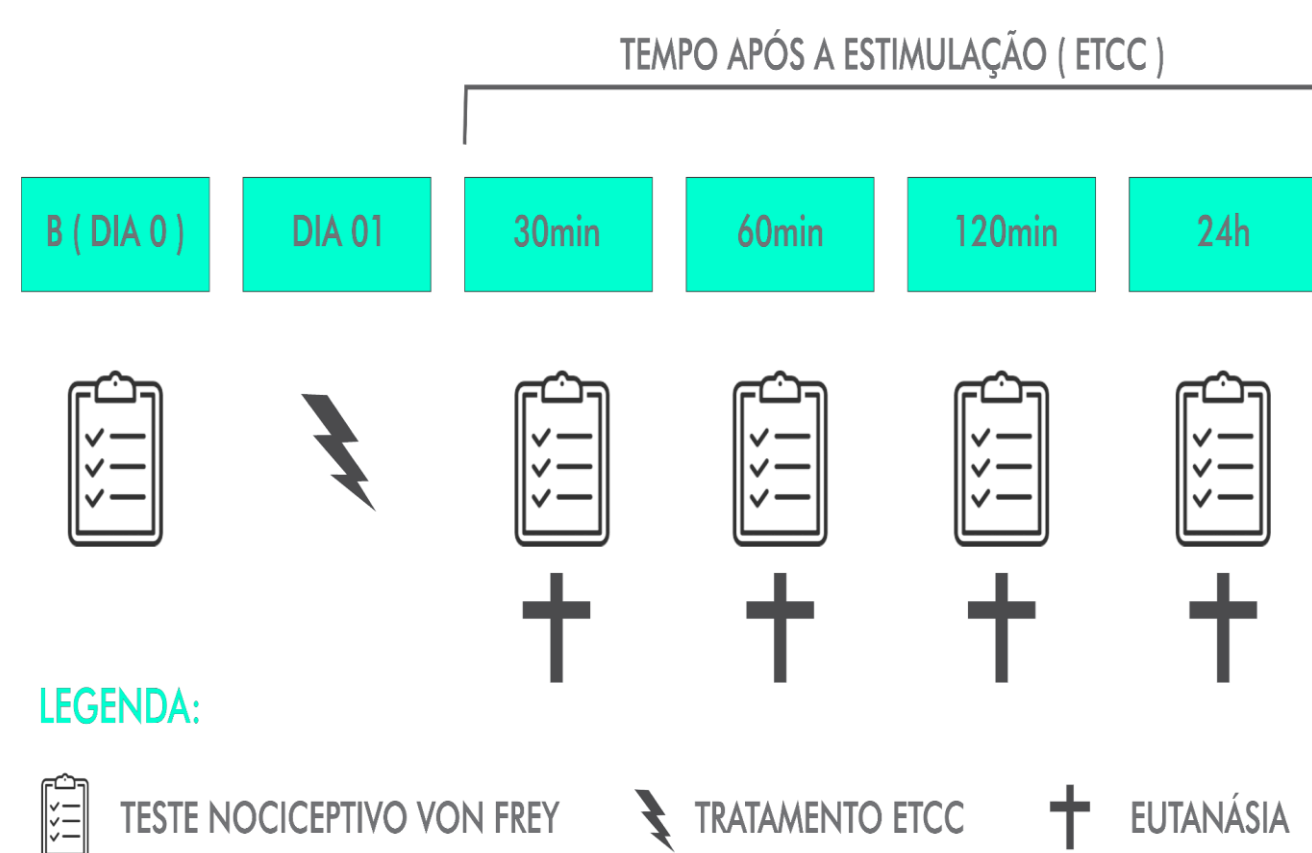 TEMPO APÓS A ESTIMULAÇÃO ( ETCC )
B ( DIA 0 ) DIA 01 30min 60min 120min 24h
LEGENDA:
TESTE NOCICEPTIVO VON FREY TRATAMENTO ETCC EUTANÁSIA